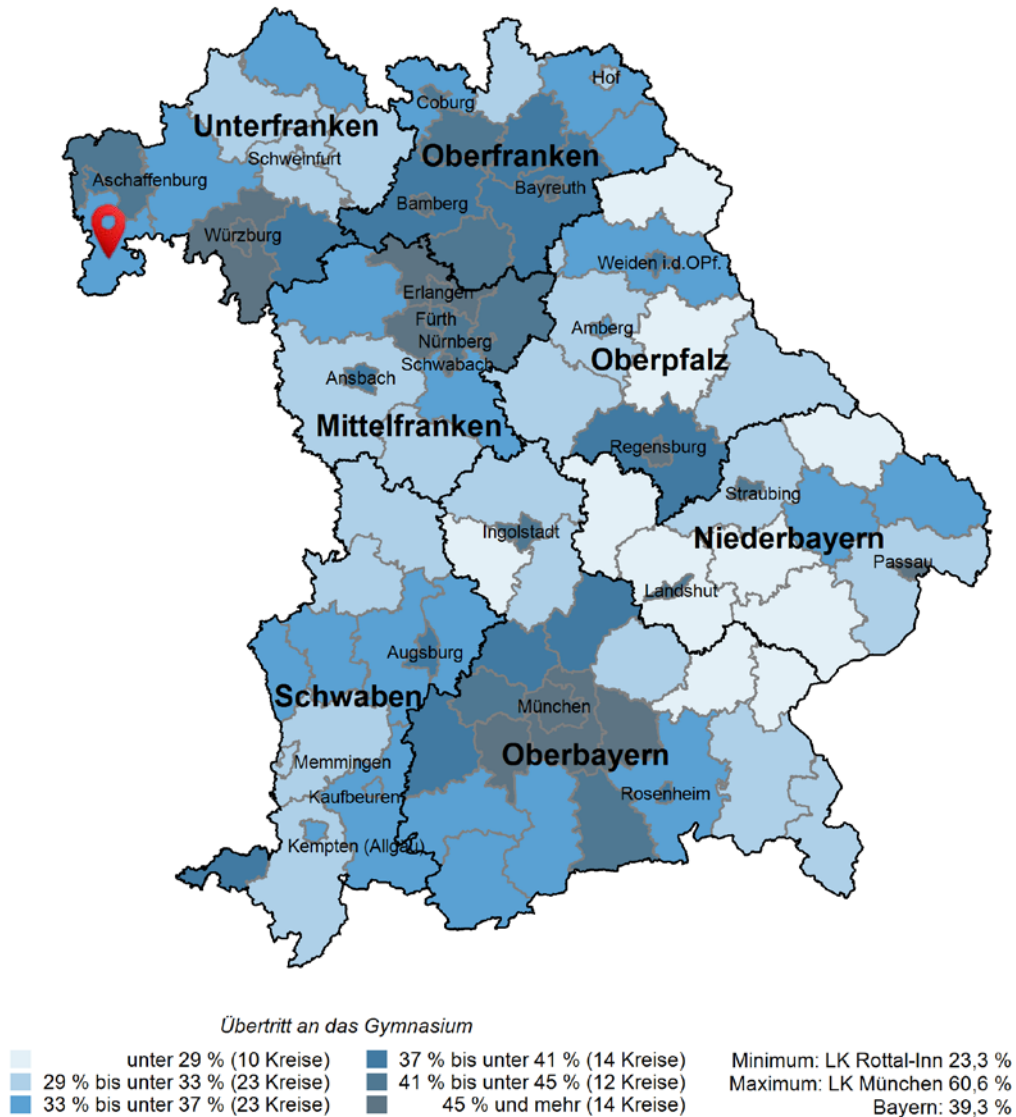 Hof
Coburg
Unterfranken
Oberfranken
Schweinfurt
Aschaffenburg
Bayreuth
Bamberg
Würzburg
Weiden i.d.OPf.
Erlangen
Fürth
Amberg
Nürnberg
Oberpfalz
Schwabach
Ansbach
Mittelfranken
Regensburg
Straubing
Ingolstadt
Niederbayern
Passau
Landshut
Augsburg
Schwaben
München
Oberbayern
Memmingen
Kaufbeuren
Rosenheim
Kempten (Allgäu)
Übertritt an das Gymnasium
unter 29 % (10 Kreise)
29 % bis unter 33 % (23 Kreise)
33 % bis unter 37 % (23 Kreise)
37 % bis unter 41 % (14 Kreise)
41 % bis unter 45 % (12 Kreise)
45 % und mehr (14 Kreise)
Minimum: LK Rottal-Inn 23,3 %
Maximum: LK München 60,6 %
Bayern: 39,3 %